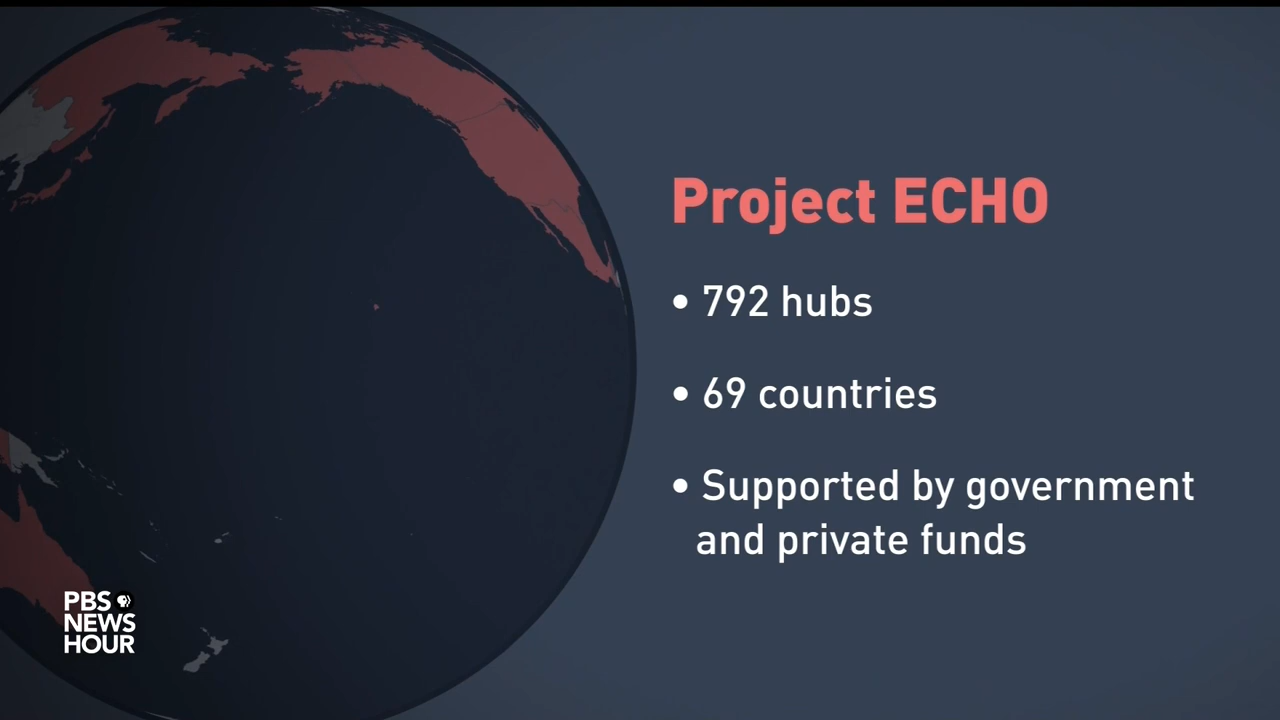 Project ECHO
• 792 hubs
• 69 countries
• Supported by government
and private funds
PBS
NEWS
HOUR